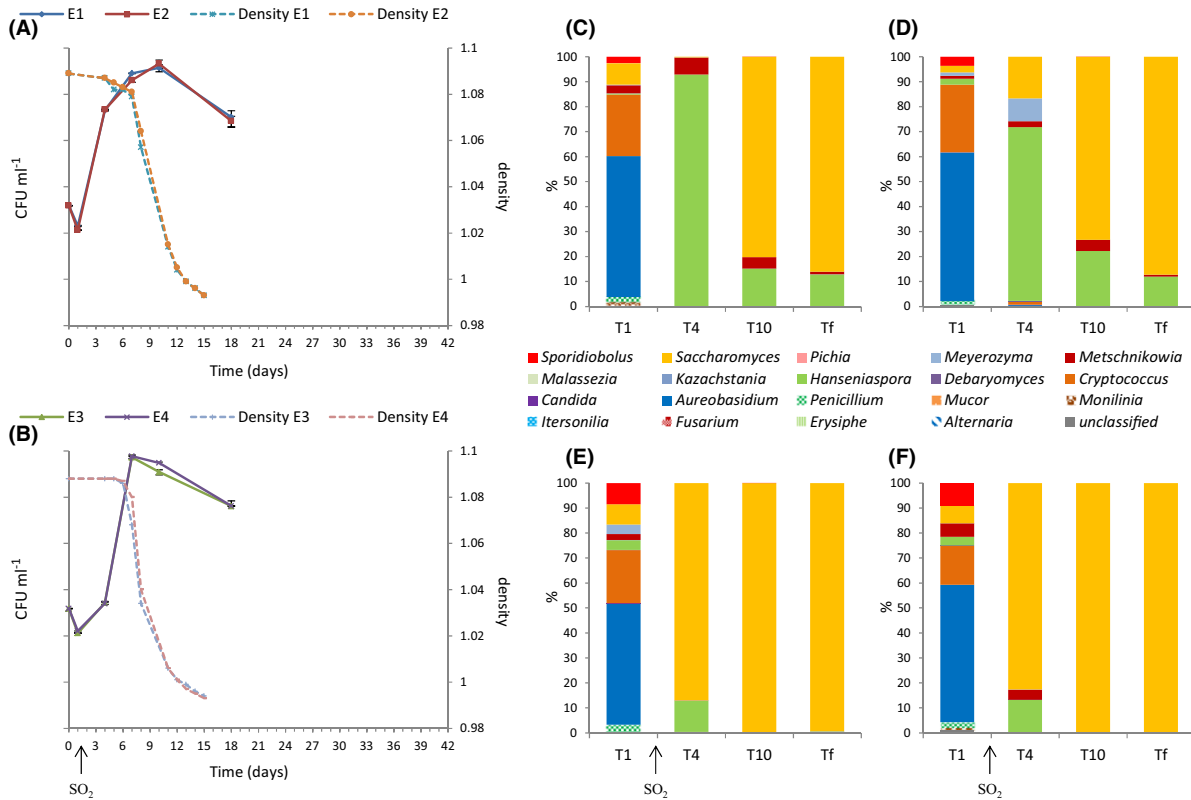 E1 E2 Density E1 Density E2
(A)
1.1
1.08
1.06
1.04
1.02
1
0.98
CFU ml-1
density
0 3 6 9 12 15 18 21 24 27 30 33 36 39 42
Time (days)
E3 E4 Density E3 Density E4
(B)
1.1
1.08
1.06
1.04
1.02
1
0.98
CFU ml-1
density
0 3 6 9 12 15 18 21 24 27 30 33 36 39 42
Time (days)
SO2
(C)
100
90
80
70
60
50
40
30
20
10
0
%
T1 T4 T10 Tf
(D)
100
90
80
70
60
50
40
30
20
10
0
%
T1 T4 T10 Tf
Sporidiobolus Saccharomyces Pichia Meyerozyma Metschnikowia
Malassezia Kazachstania Hanseniaspora Debaryomyces Cryptococcus
Candida Aureobasidium Penicillium Mucor Monilinia
Itersonilia Fusarium Erysiphe Alternaria unclassified
(E)
100
90
80
70
60
50
40
30
20
10
0
%
T1 T4 T10 Tf
SO2
(F)
100
90
80
70
60
50
40
30
20
10
0
%
T1 T4 T10 Tf
SO2